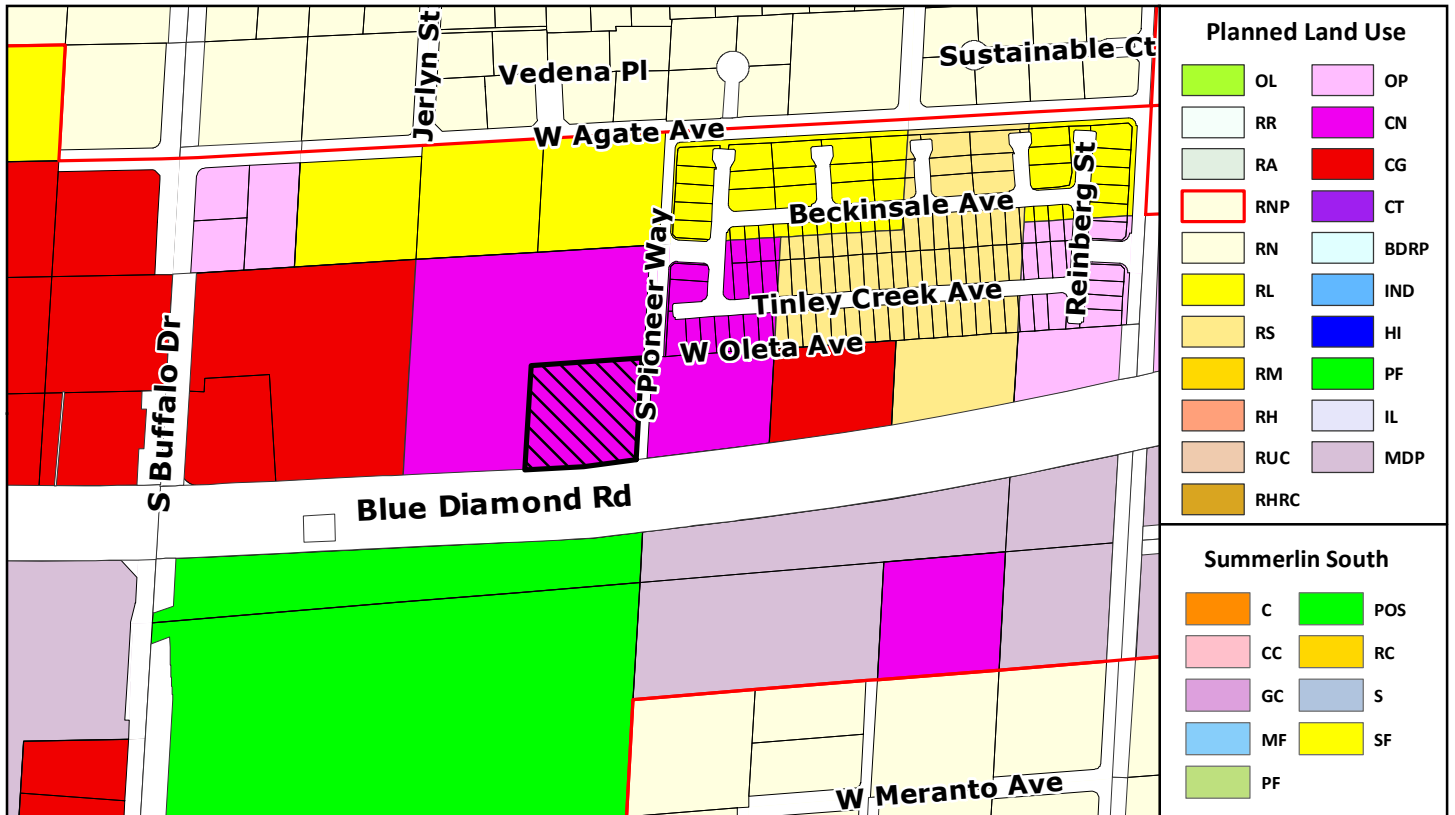 Jerlyn St
Vedena Pl
Sustainable Ct
W Agate Ave
Beckinsale Ave
Reinberg St
S Pioneer Way
Tinley Creek Ave
W Oleta Ave
S Buffalo Dr
Blue Diamond Rd
W Meranto Ave
Planned Land Use
OL OP
RR CN
RA CG
RNP CT
RN BDRP
RL IND
RS HI
RM PF
RH IL
RUC MDP
RHRC
Summerlin South
C POS
CC RC
GC S
MF SF
PF